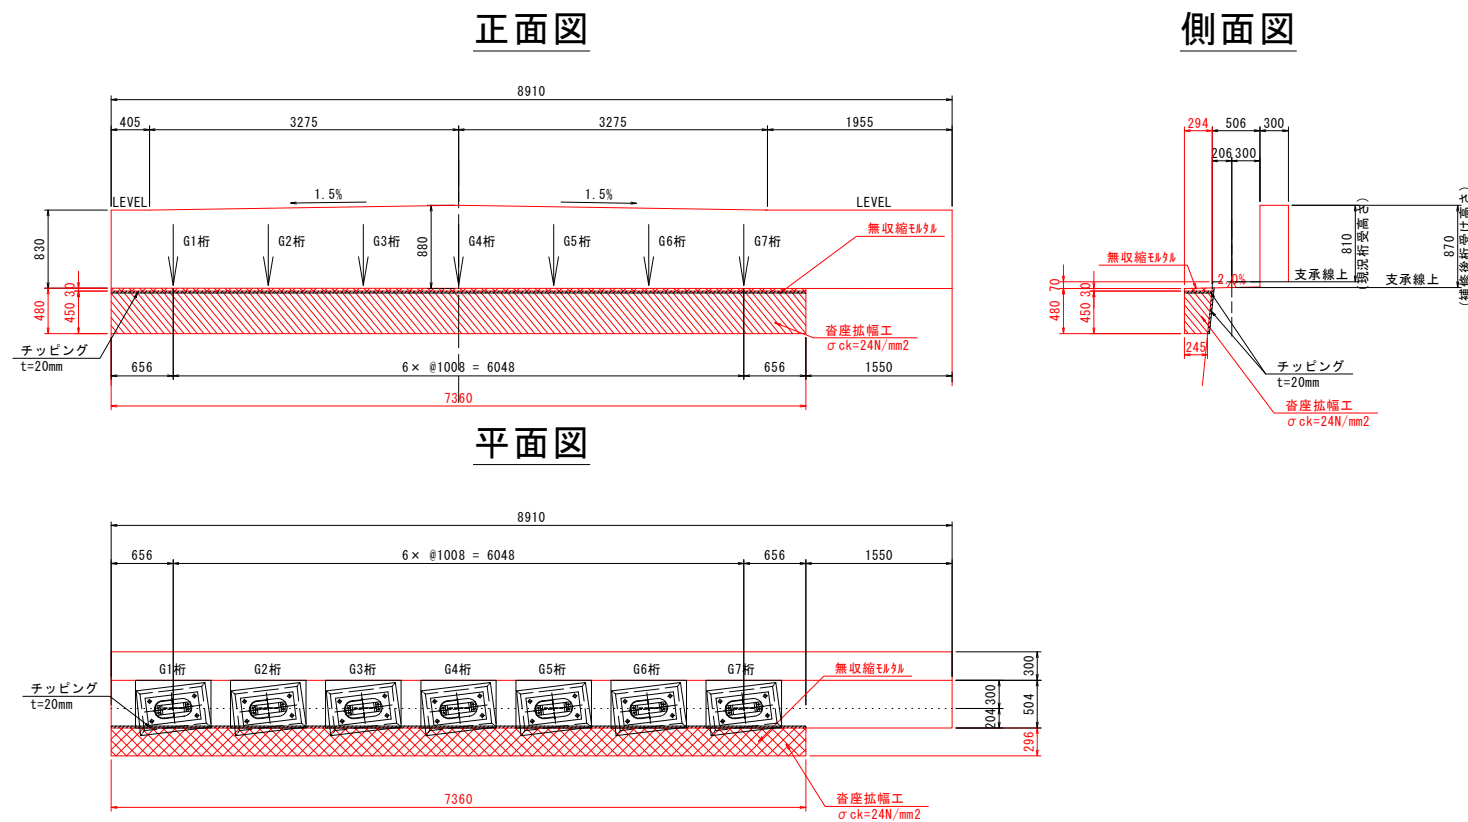 正面図
8910
405
3275
3275
1955
LEVEL
1.5%
1.5%
LEVEL
830
880
G1桁
G2桁
G3桁
G4桁
G5桁
G6桁
G7桁
無収縮ﾓﾙﾀﾙ
30
480
450
チッピング
t=20mm
沓座拡幅工
σck=24N/mm2
656
6× @1008 = 6048
656
1550
7360
側面図
294
506
300
206
300
810
(現況桁受高さ)
870
(補修後桁受け高さ)
無収縮ﾓﾙﾀﾙ
2.0%
支承線上
支承線上
70
30
480
450
245
チッピング
t=20mm
沓座拡幅工
σck=24N/mm2
平面図
8910
656
6× @1008 = 6048
656
1550
G1桁
G2桁
G3桁
G4桁
G5桁
G6桁
G7桁
無収縮ﾓﾙﾀﾙ
チッピング
t=20mm
300
300
504
204
296
7360
沓座拡幅工
σck=24N/mm2